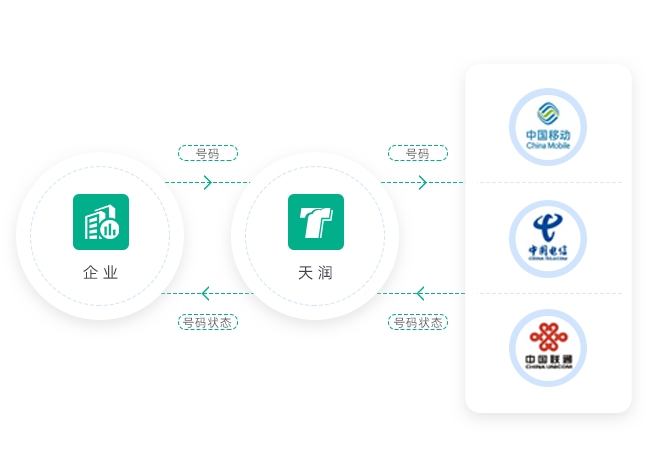 号码
号码
中国移动
China Mobile
企业
天润
中国电信
CHINA TELECOM
号码状态
号码状态
中国联通
CHINA UNICOM